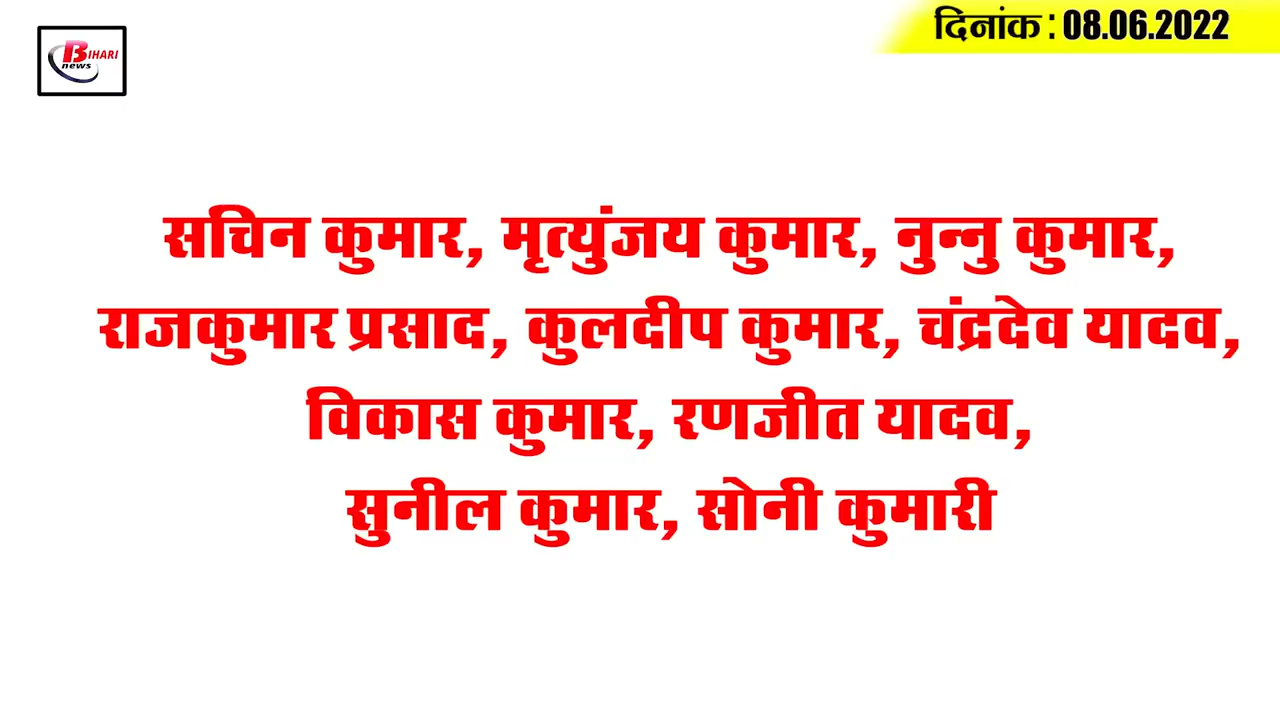 BIHARI
news
दिनांक : 08.06.2022
सचिन कुमार, मृत्युंजय कुमार, नुन्नु कुमार,
राजकुमार प्रसाद, कुलदीप कुमार, चंद्रदेव यादव,
विकास कुमार, रणजीत यादव,
सुनील कुमार, सोनी कुमारी